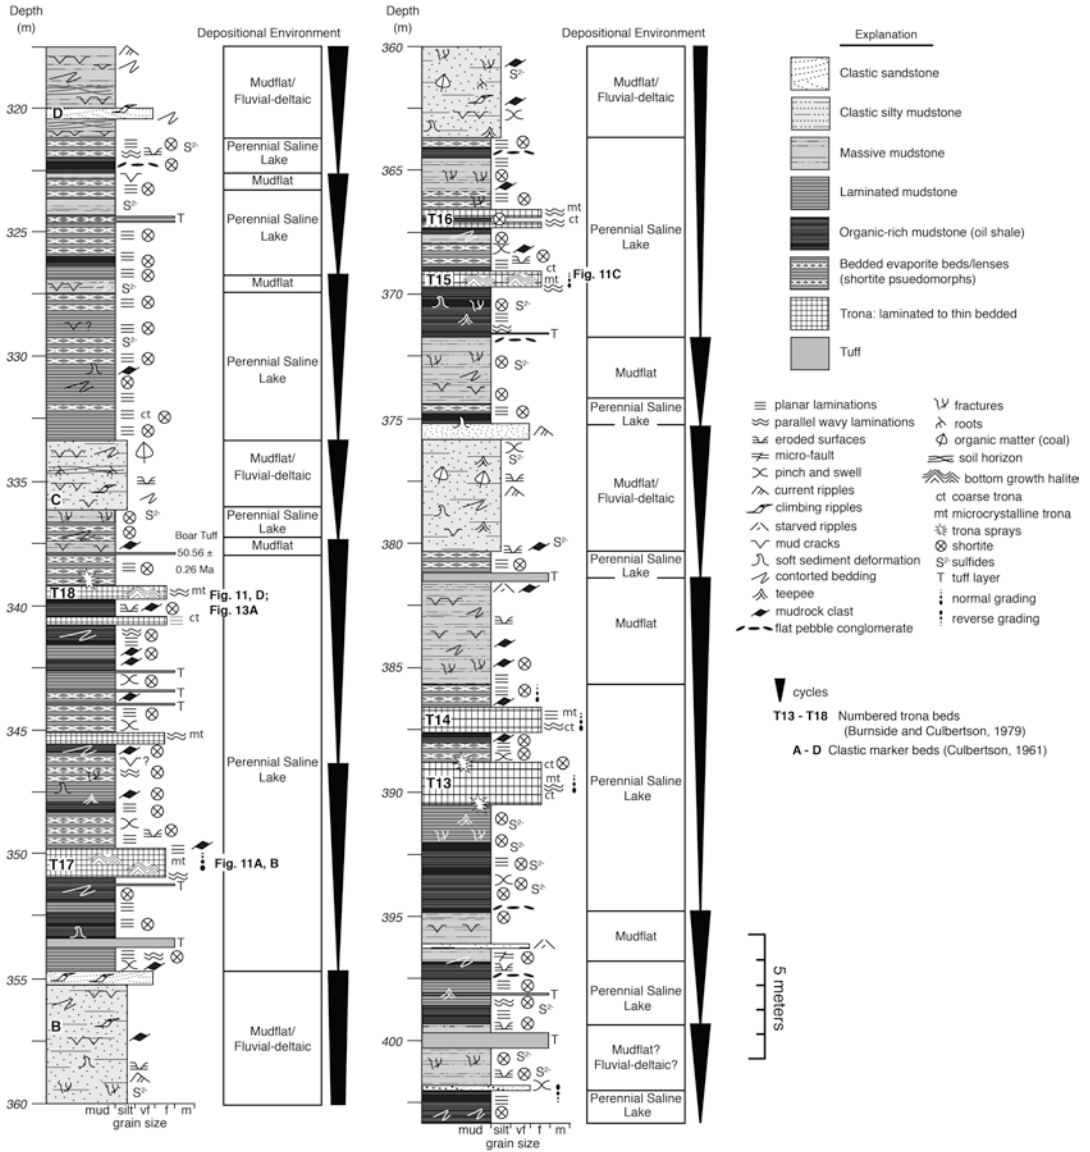 Depth
(m)
Depositional Environment
320
325
330
335
340
345
350
355
360
D
C
B
T18
T17
Mudflat/
Fluvial-deltaic
Perennial Saline
Lake
Mudflat
Perennial Saline
Lake
Mudflat
Perennial Saline
Lake
Mudflat/
Fluvial-deltaic
Perennial Saline
Lake
Mudflat
Perennial Saline
Lake
Mudflat/
Fluvial-deltaic
S²⁻
T
S²⁻
S²⁻
?
S²⁻
ct
S²⁻
Boar Tuff
50.56 ±
0.26 Ma
mt
Fig. 11, D;
Fig. 13A
ct
T
T
T
mt
?
mt
Fig. 11A, B
T
T
S²⁻
mud silt vf f m
grain size
Depth
(m)
Depositional Environment
360
365
370
375
380
385
390
395
400
T16
T15
T14
T13
Mudflat/
Fluvial-deltaic
Perennial Saline
Lake
Mudflat
Perennial Saline
Lake
Mudflat/
Fluvial-deltaic
Perennial Saline
Lake
Mudflat
Perennial Saline
Lake
Mudflat
Perennial Saline
Lake
Mudflat?
Fluvial-deltaic?
Perennial Saline
Lake
S²⁻
mt
ct
ct
mt
Fig. 11C
S²⁻
T
S²⁻
S²⁻
S²⁻
mt
ct
ct
mt
ct
S²⁻
S²⁻
S²⁻
S²⁻
T
S²⁻
T
S²⁻
S²⁻
mud silt vf f m
grain size
Explanation
Clastic sandstone
Clastic silty mudstone
Massive mudstone
Laminated mudstone
Organic-rich mudstone (oil shale)
Bedded evaporite beds/lenses
(shortite psuedomorphs)
Trona: laminated to thin bedded
Tuff
planar laminations
parallel wavy laminations
eroded surfaces
micro-fault
pinch and swell
current ripples
climbing ripples
starved ripples
mud cracks
soft sediment deformation
contorted bedding
teepee
mudrock clast
flat pebble conglomerate
fractures
roots
organic matter (coal)
soil horizon
bottom growth halite
ct coarse trona
mt microcrystalline trona
trona sprays
shortite
S²⁻ sulfides
T tuff layer
normal grading
reverse grading
cycles
T13 - T18 Numbered trona beds
(Burnside and Culbertson, 1979)
A - D Clastic marker beds (Culbertson, 1961)
5 meters